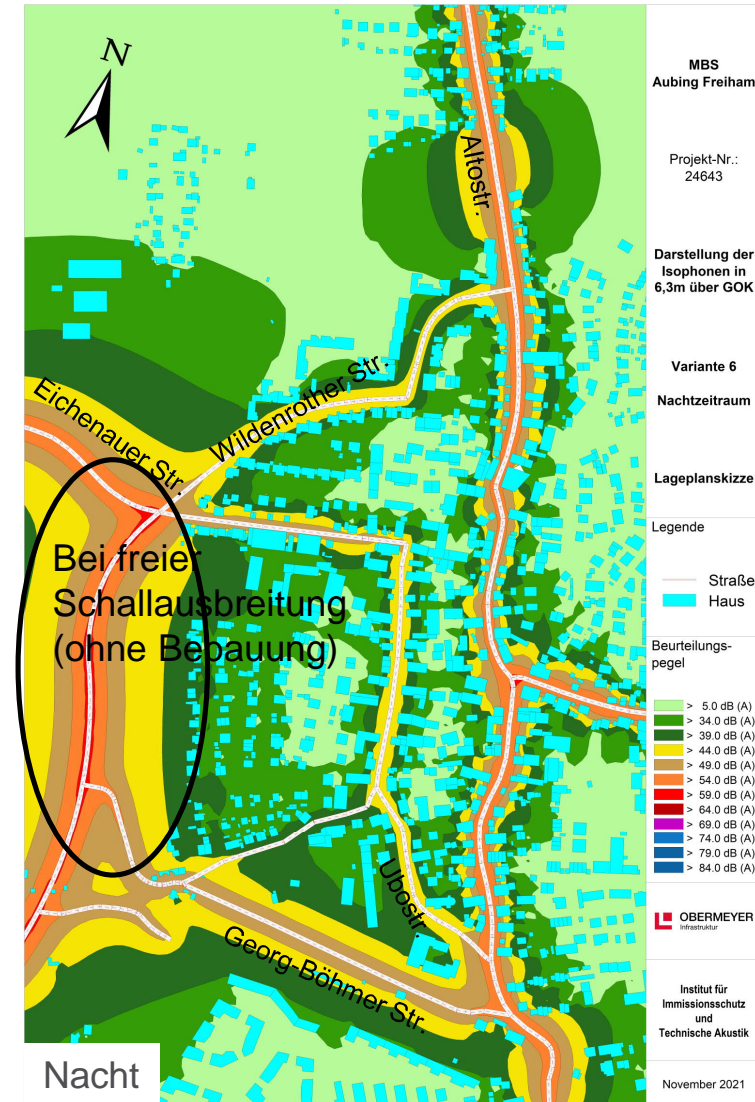 N
Altostr.
Eichenauer Str.
Wildenrother Str.
Bei freier
Schallausbreitung
(ohne Bebauung)
Ubostr.
Georg-Böhmer Str.
Nacht
MBS
Aubing Freiham
Projekt-Nr.:
24643
Darstellung der
Isophonen in
6,3m über GOK
Variante 6
Nachtzeitraum
Lageplanskizze
Legende
Straße
Haus
Beurteilungs-
pegel
> 5.0 dB (A)
> 34.0 dB (A)
> 39.0 dB (A)
> 44.0 dB (A)
> 49.0 dB (A)
> 54.0 dB (A)
> 59.0 dB (A)
> 64.0 dB (A)
> 69.0 dB (A)
> 74.0 dB (A)
> 79.0 dB (A)
> 84.0 dB (A)
OBERMEYER
Infrastruktur
Institut für
Immissionsschutz
und
Technische Akustik
November 2021